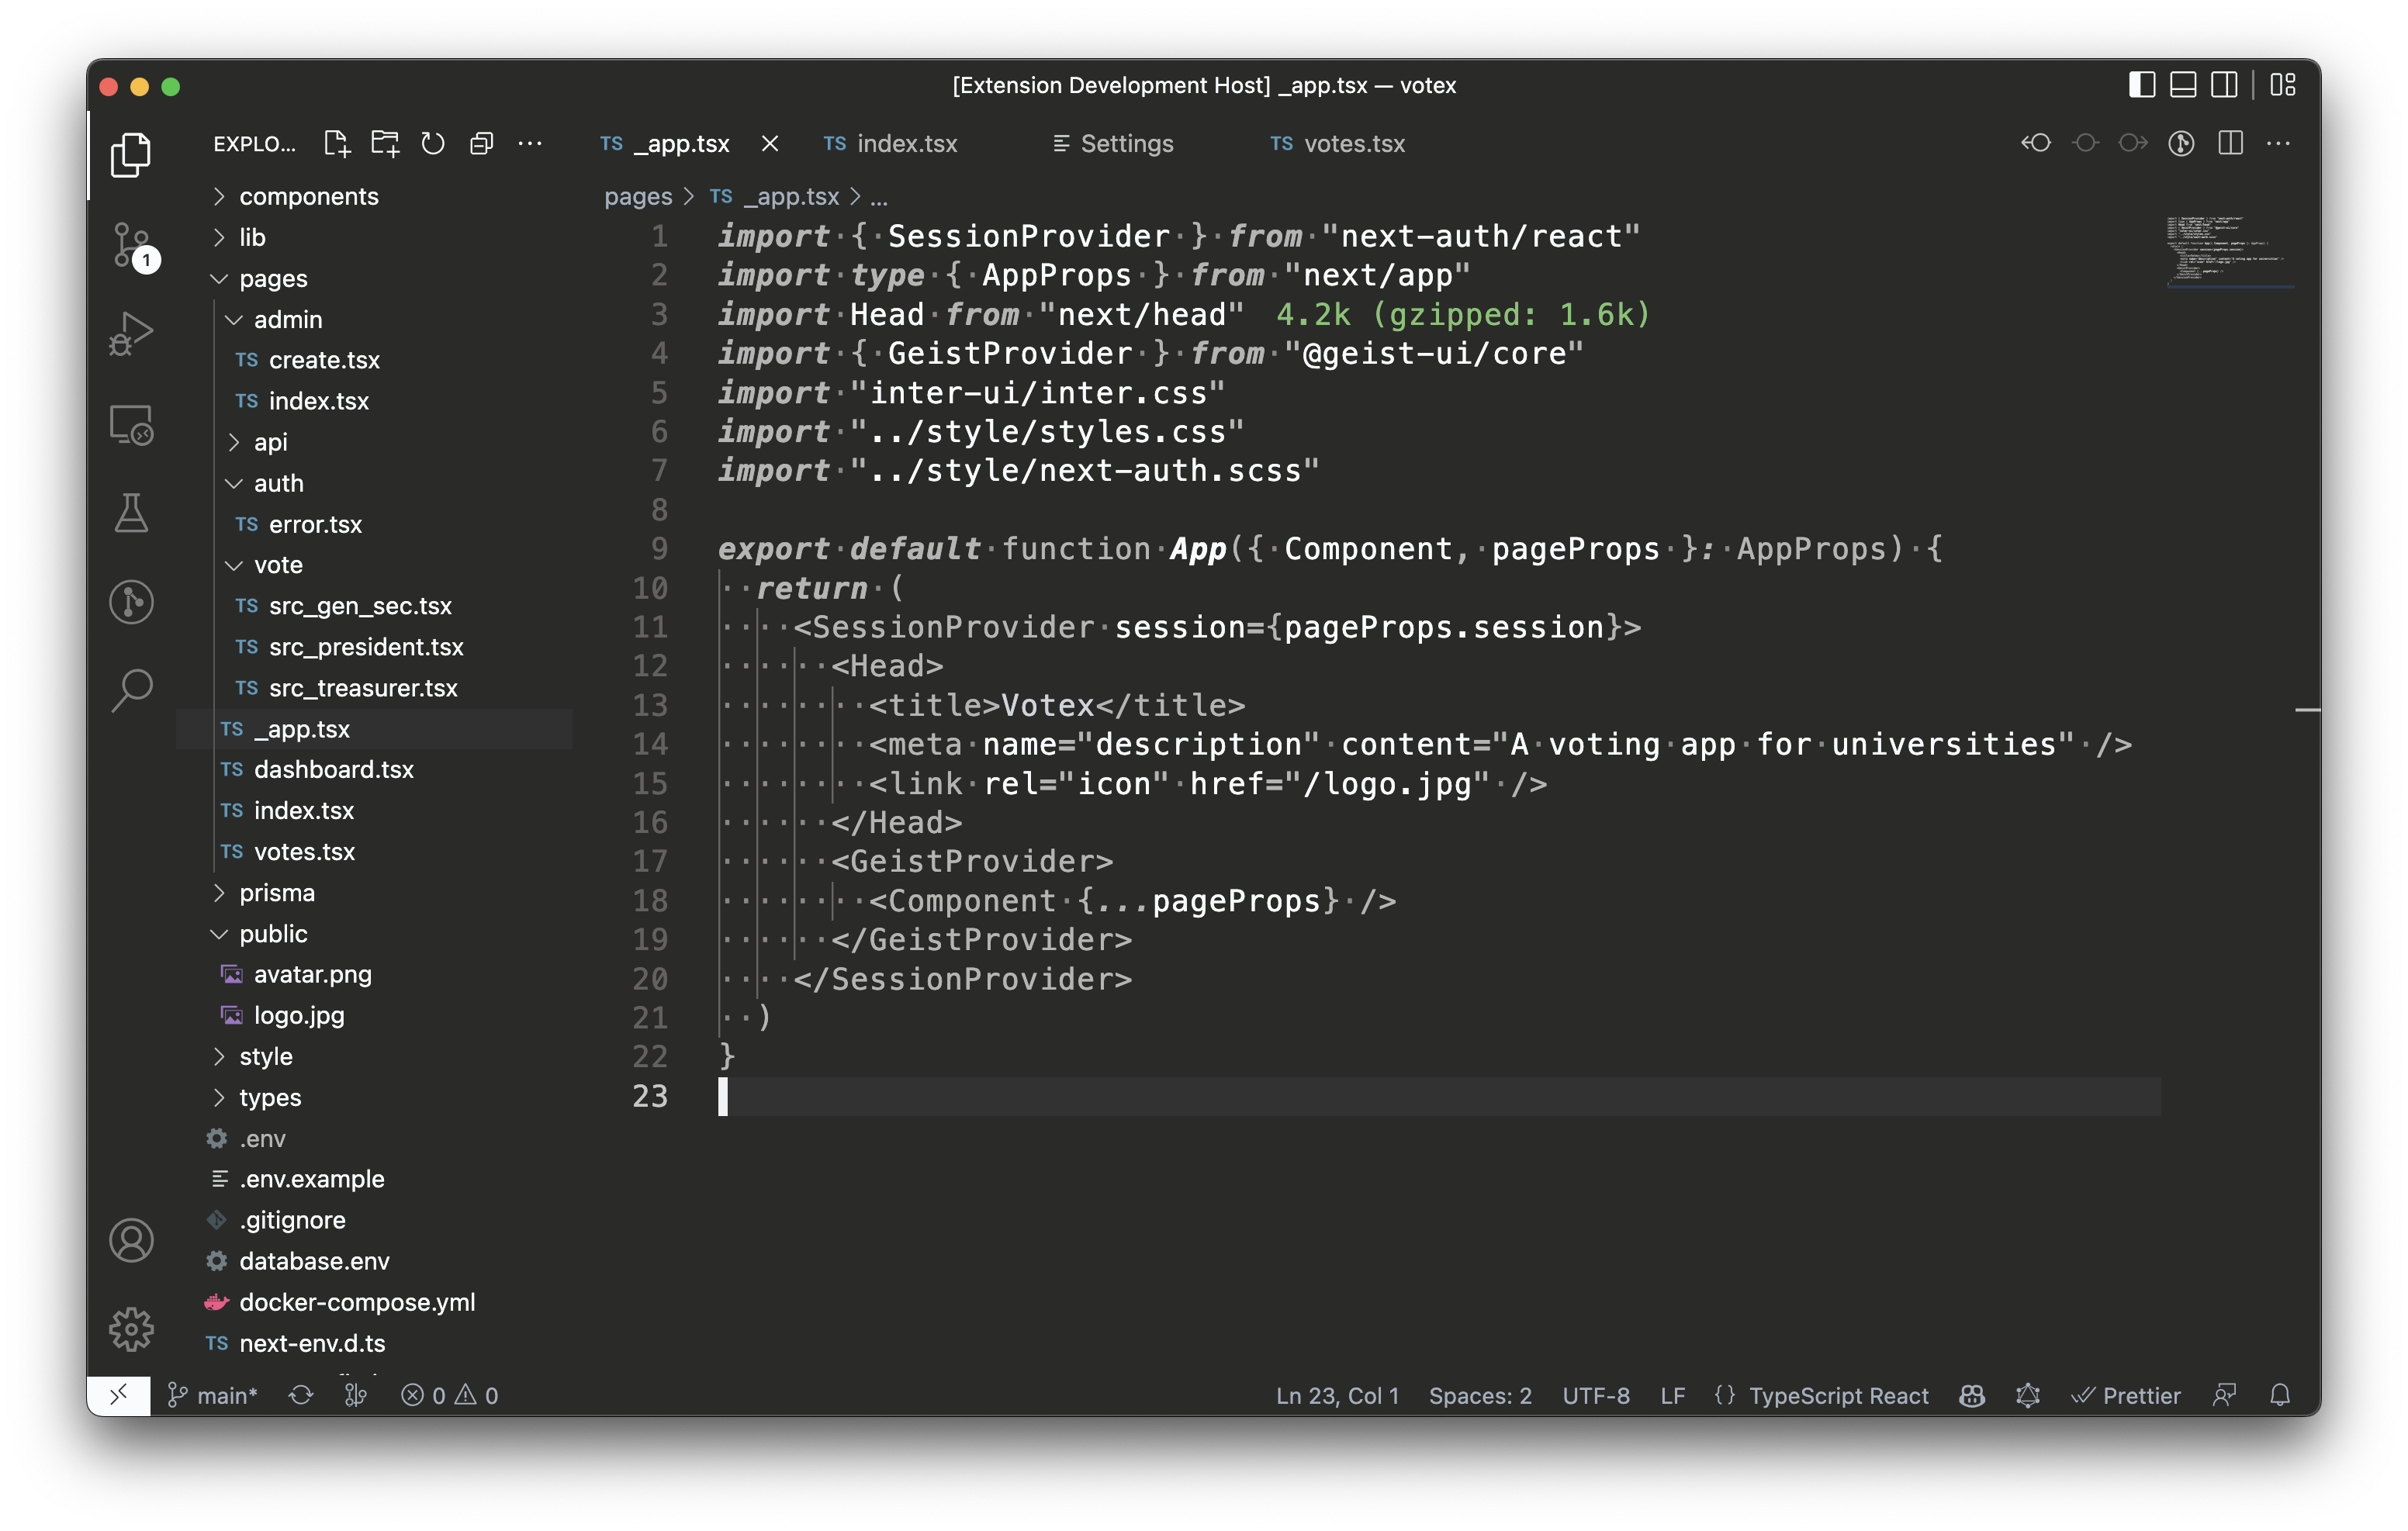 [Extension Development Host] _app.tsx — votex
EXPLO...
TS _app.tsx
TS index.tsx
Settings
TS votes.tsx
pages > TS _app.tsx > ...
components
lib
pages
admin
TS create.tsx
TS index.tsx
api
auth
TS error.tsx
vote
TS src_gen_sec.tsx
TS src_president.tsx
TS src_treasurer.tsx
TS _app.tsx
TS dashboard.tsx
TS index.tsx
TS votes.tsx
prisma
public
avatar.png
logo.jpg
style
types
.env
.env.example
.gitignore
database.env
docker-compose.yml
TS next-env.d.ts
1
1 import { SessionProvider } from "next-auth/react"
2 import type { AppProps } from "next/app"
3 import Head from "next/head" 4.2k (gzipped: 1.6k)
4 import { GeistProvider } from "@geist-ui/core"
5 import "inter-ui/inter.css"
6 import "../style/styles.css"
7 import "../style/next-auth.scss"
8
9 export default function App({ Component, pageProps }: AppProps) {
10   return (
11     <SessionProvider session={pageProps.session}>
12       <Head>
13         <title>Votex</title>
14         <meta name="description" content="A voting app for universities" />
15         <link rel="icon" href="/logo.jpg" />
16       </Head>
17       <GeistProvider>
18         <Component {...pageProps} />
19       </GeistProvider>
20     </SessionProvider>
21   )
22 }
23
main* 0 0 Ln 23, Col 1 Spaces: 2 UTF-8 LF {} TypeScript React Prettier